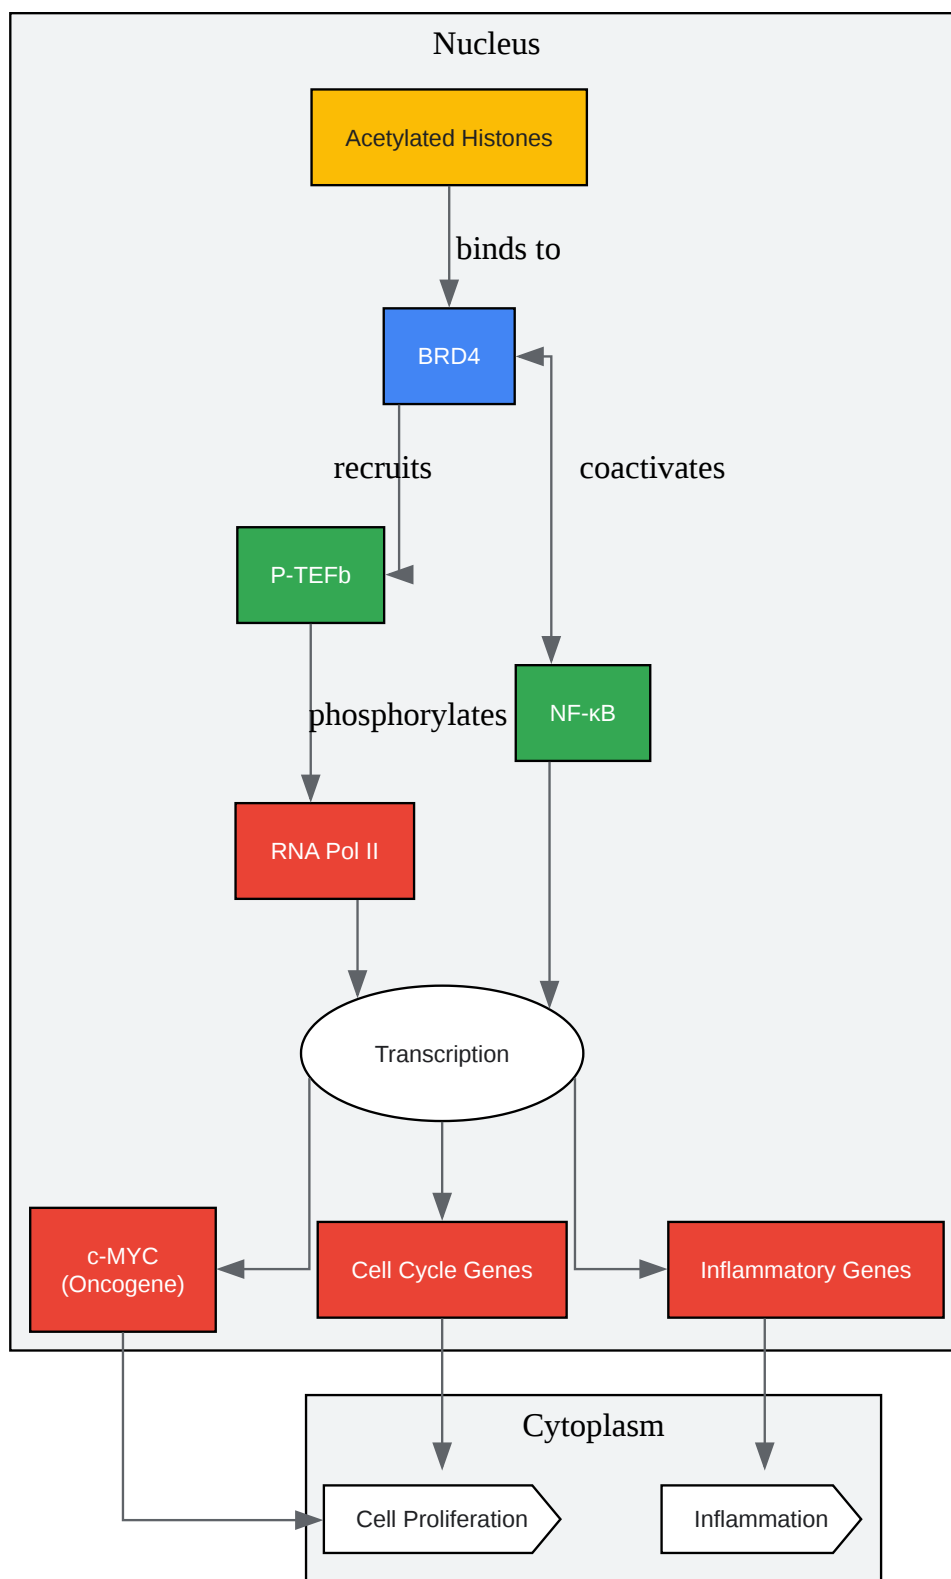 Nucleus
Acetylated Histones
binds to
BRD4
recruits
coactivates
P-TEFb
phosphorylates
NF-κB
RNA Pol II
Transcription
c-MYC
(Oncogene)
Cell Cycle Genes
Inflammatory Genes
Cytoplasm
Cell Proliferation
Inflammation